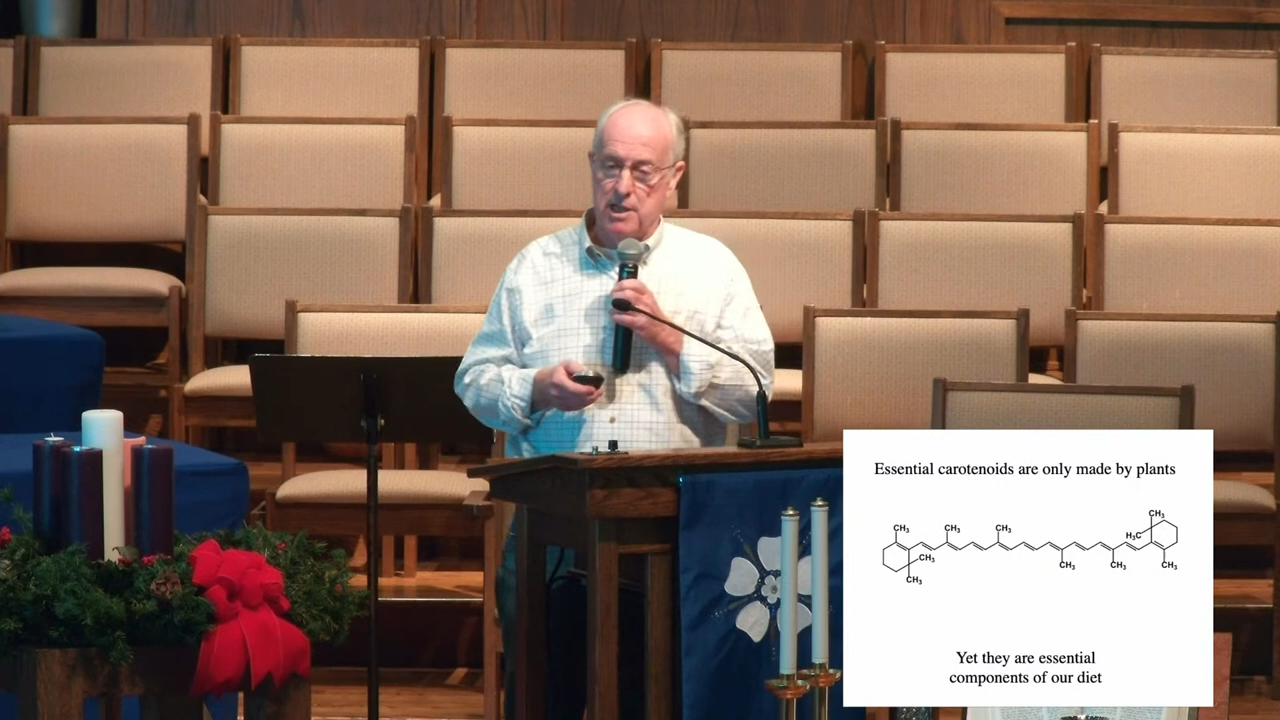 Essential carotenoids are only made by plants
CH₃ CH₃ CH₃ CH₃
H₃C
CH₃ CH₃ CH₃ CH₃
CH₃
Yet they are essential
components of our diet